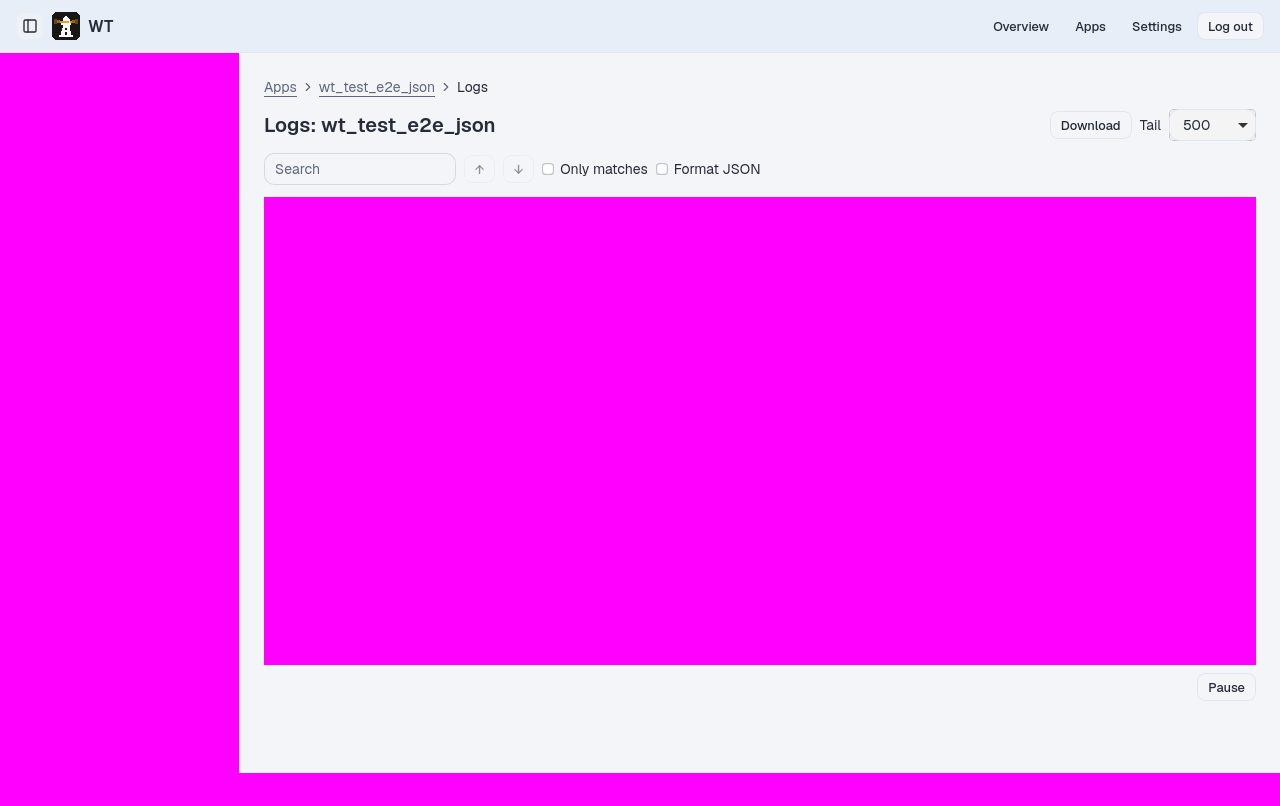 WT
Overview Apps Settings Log out
Apps > wt_test_e2e_json > Logs
Logs: wt_test_e2e_json
Download Tail 500
Search ↑ ↓ Only matches Format JSON
Pause